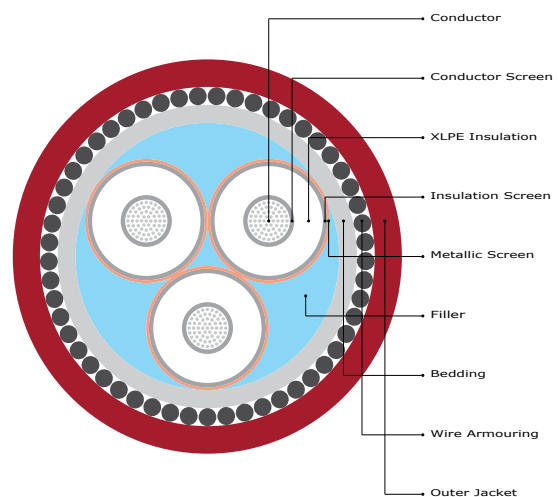 Conductor
Conductor Screen
XLPE Insulation
Insulation Screen
Metallic Screen
Filler
Bedding
Wire Armouring
Outer Jacket